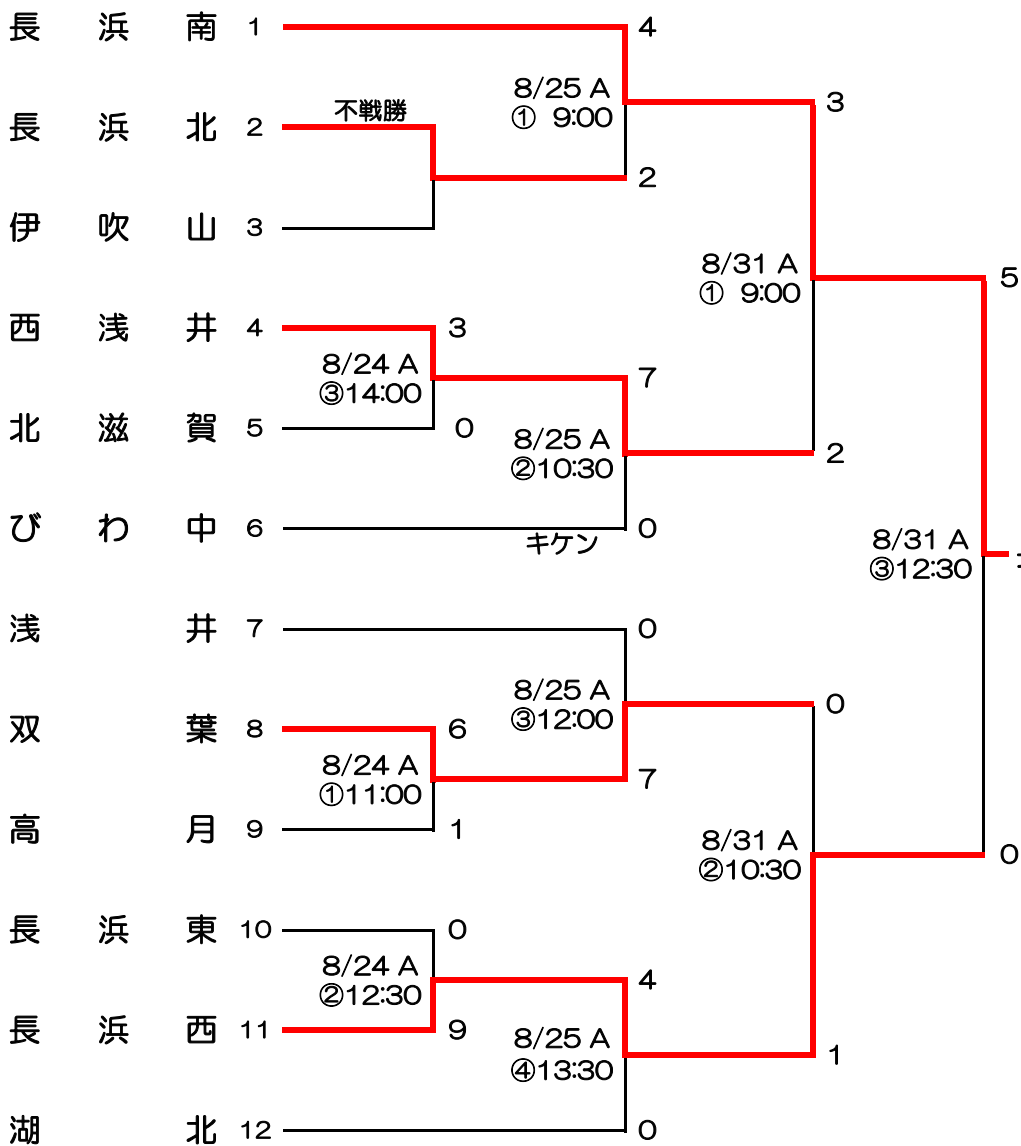 長浜南 1
4
8/25 A
① 9:00
3
不戦勝
長浜北 2
2
伊吹山 3
8/31 A
① 9:00
5
西浅井 4
3
8/24 A
③14:00
7
北滋賀 5
0
8/25 A
②10:30
2
びわ中 6
0
キケン
8/31 A
③12:30
浅井 7
0
8/25 A
③12:00
0
双葉 8
6
8/24 A
①11:00
7
高月 9
1
8/31 A
②10:30
0
長浜東 10
0
8/24 A
②12:30
4
長浜西 11
9
8/25 A
④13:30
1
湖北 12
0